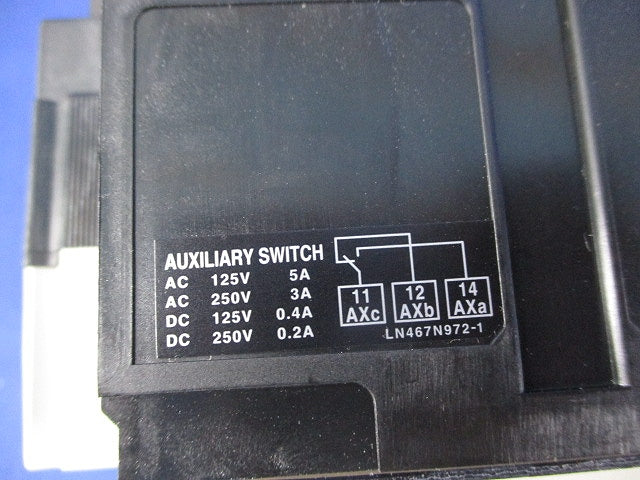 AUXILIARY SWITCH
AC 125V 5A
AC 250V 3A
DC 125V 0.4A
DC 250V 0.2A
11 12 14
AXc AXb AXa
LN467N972-1